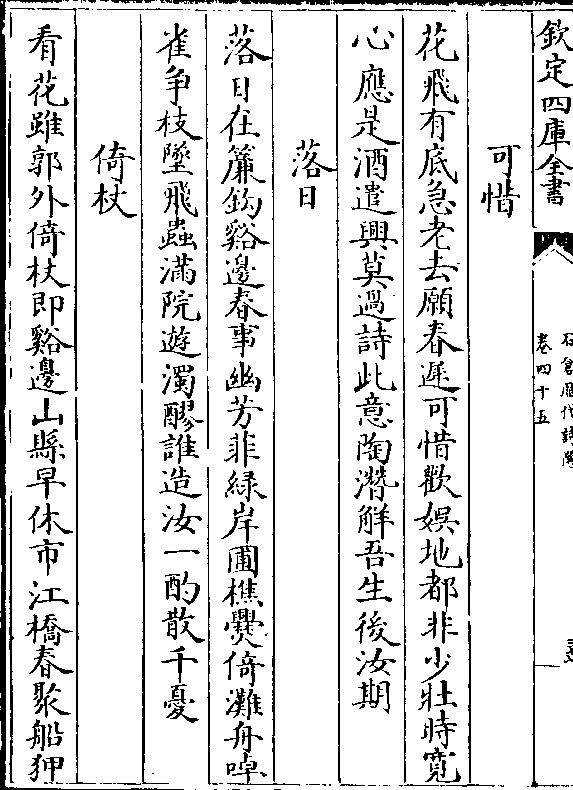 欽定四庫全書
石倉歷代詩選
卷四十五
可惜
花飛有底急老去願春遲可惜歡娛地都非少壯時寬
心應是酒遣興莫過詩此意陶潛觧吾生後汝期
落日
落日在簾鈎谿邊春事幽芳菲緑岸圃樵爨倚灘舟啅
雀争枝墜飛蟲滿院遊濁醪誰造汝一酌散千憂
倚杖
看花雖郭外倚杖即谿邊山縣早休市江橋春聚船狎